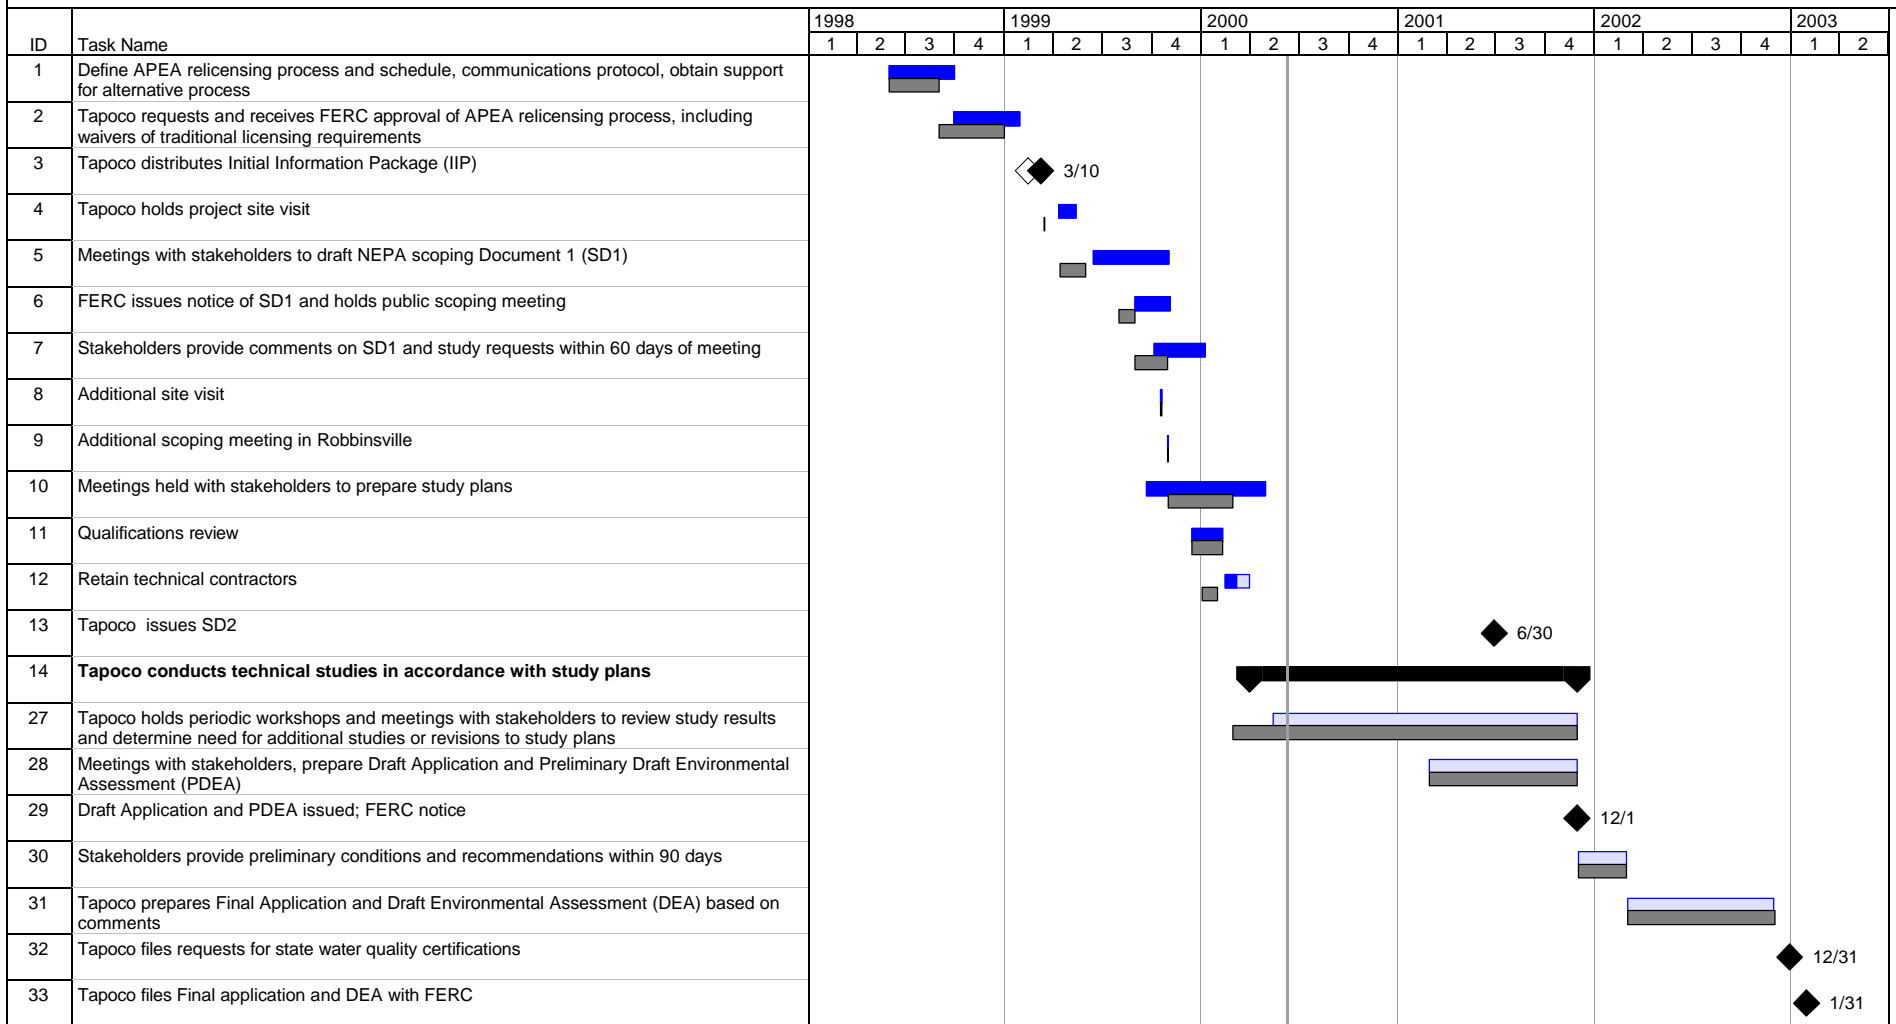 1998 1999 2000 2001 2002 2003
ID Task Name 1 2 3 4 1 2 3 4 1 2 3 4 1 2 3 4 1 2 3 4 1 2
1 Define APEA relicensing process and schedule, communications protocol, obtain support
for alternative process
2 Tapoco requests and receives FERC approval of APEA relicensing process, including
waivers of traditional licensing requirements
3 Tapoco distributes Initial Information Package (IIP) 3/10
4 Tapoco holds project site visit
5 Meetings with stakeholders to draft NEPA scoping Document 1 (SD1)
6 FERC issues notice of SD1 and holds public scoping meeting
7 Stakeholders provide comments on SD1 and study requests within 60 days of meeting
8 Additional site visit
9 Additional scoping meeting in Robbinsville
10 Meetings held with stakeholders to prepare study plans
11 Qualifications review
12 Retain technical contractors
13 Tapoco issues SD2 6/30
14 Tapoco conducts technical studies in accordance with study plans
27 Tapoco holds periodic workshops and meetings with stakeholders to review study results
and determine need for additional studies or revisions to study plans
28 Meetings with stakeholders, prepare Draft Application and Preliminary Draft Environmental
Assessment (PDEA)
29 Draft Application and PDEA issued; FERC notice 12/1
30 Stakeholders provide preliminary conditions and recommendations within 90 days
31 Tapoco prepares Final Application and Draft Environmental Assessment (DEA) based on
comments
32 Tapoco files requests for state water quality certifications 12/31
33 Tapoco files Final application and DEA with FERC 1/31